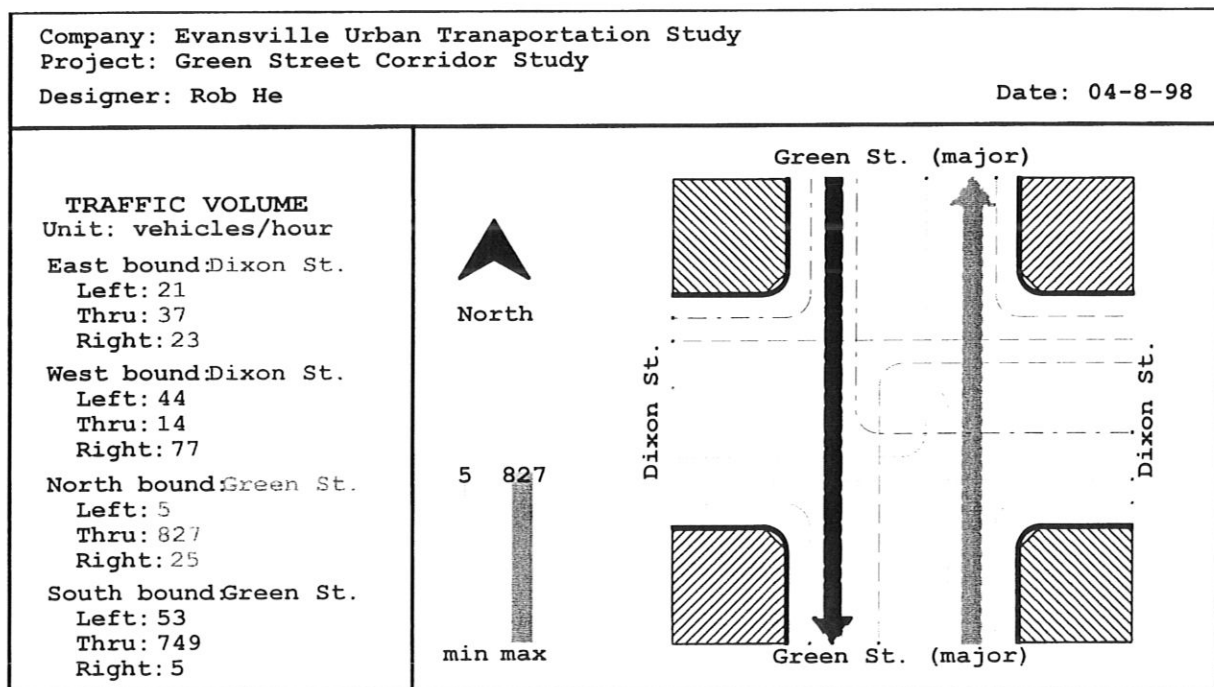 Company: Evansville Urban Tranaportation Study
Project: Green Street Corridor Study
Designer: Rob He
Date: 04-8-98
TRAFFIC VOLUME
Unit: vehicles/hour
East bound:Dixon St.
Left: 21
Thru: 37
Right: 23
West bound:Dixon St.
Left: 44
Thru: 14
Right: 77
North bound:Green St.
Left: 5
Thru: 827
Right: 25
South bound:Green St.
Left: 53
Thru: 749
Right: 5
North
5 827
min max
Green St. (major)
Dixon St.
Dixon St.
Green St. (major)